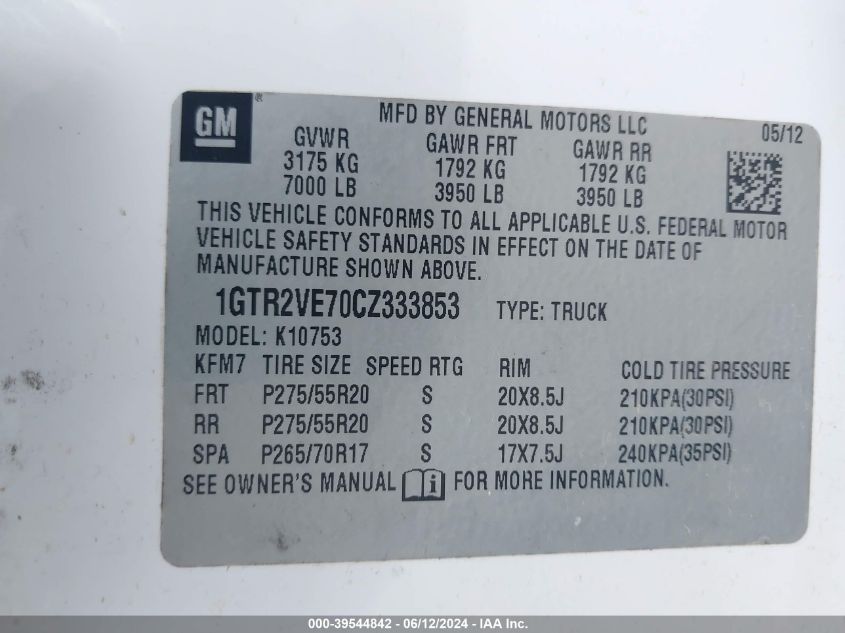 GM ®
MFD BY GENERAL MOTORS LLC 05/12
GVWR GAWR FRT GAWR RR
3175 KG 1792 KG 1792 KG
7000 LB 3950 LB 3950 LB
THIS VEHICLE CONFORMS TO ALL APPLICABLE U.S. FEDERAL MOTOR
VEHICLE SAFETY STANDARDS IN EFFECT ON THE DATE OF
MANUFACTURE SHOWN ABOVE.
1GTR2VE70CZ333853 TYPE: TRUCK
MODEL: K10753
KFM7 TIRE SIZE SPEED RTG RIM COLD TIRE PRESSURE
FRT P275/55R20 S 20X8.5J 210KPA(30PSI)
RR P275/55R20 S 20X8.5J 210KPA(30PSI)
SPA P265/70R17 S 17X7.5J 240KPA(35PSI)
SEE OWNER'S MANUAL i FOR MORE INFORMATION.
000-39544842 - 06/12/2024 - IAA Inc.